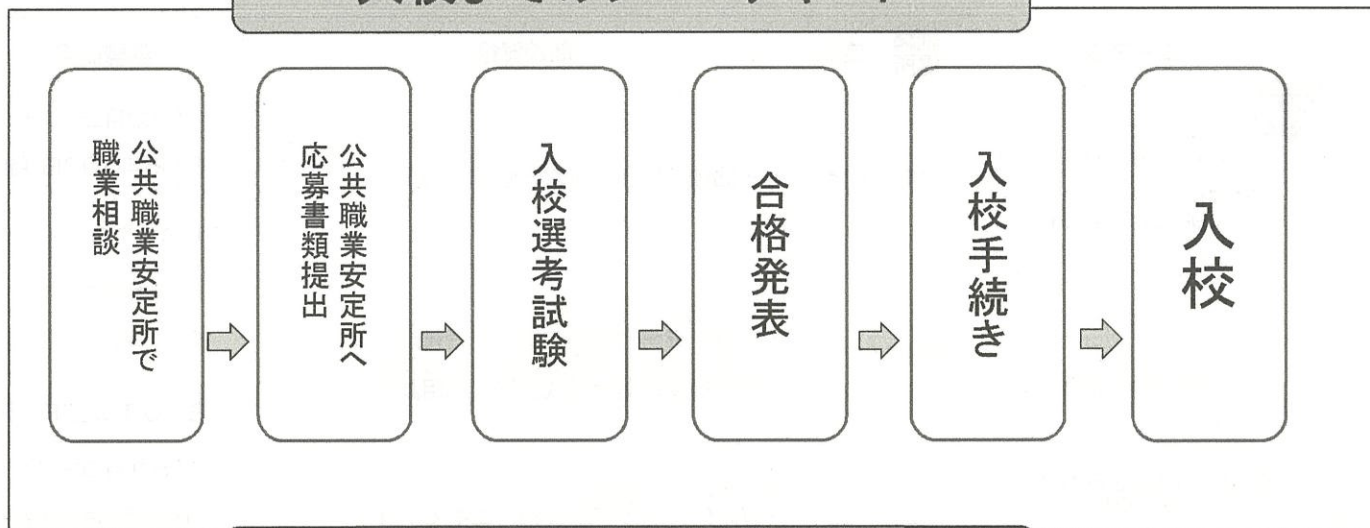 公共職業安定所で
職業相談
公共職業安定所へ
応募書類提出
入校選考試験
合格発表
入校手続き
入校